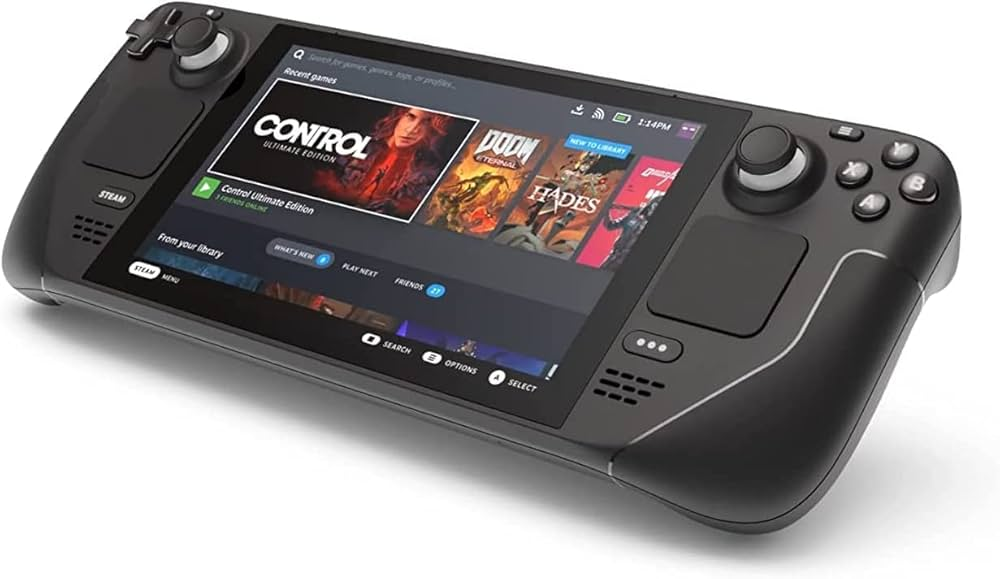 Search for games, genres, tags, or profiles...
1:14PM
Recent games
CONTROL
ULTIMATE EDITION
DOOM
ETERNAL
NEW TO LIBRARY
HADES
Control Ultimate Edition
3 FRIENDS ONLINE
STEAM
From your library
WHAT'S NEW
PLAY NEXT
FRIENDS 27
STEAM MENU
SEARCH
OPTIONS
A SELECT
Y
X
B
A